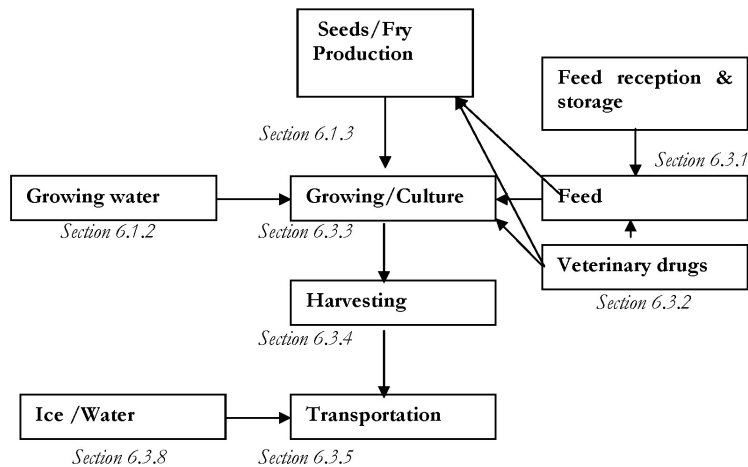 Seeds/Fry
Production
Feed reception &
storage
Section 6.1.3
Section 6.3.1
Growing water
Growing/Culture
Feed
Section 6.1.2
Section 6.3.3
Veterinary drugs
Harvesting
Section 6.3.2
Section 6.3.4
Ice /Water
Transportation
Section 6.3.8
Section 6.3.5